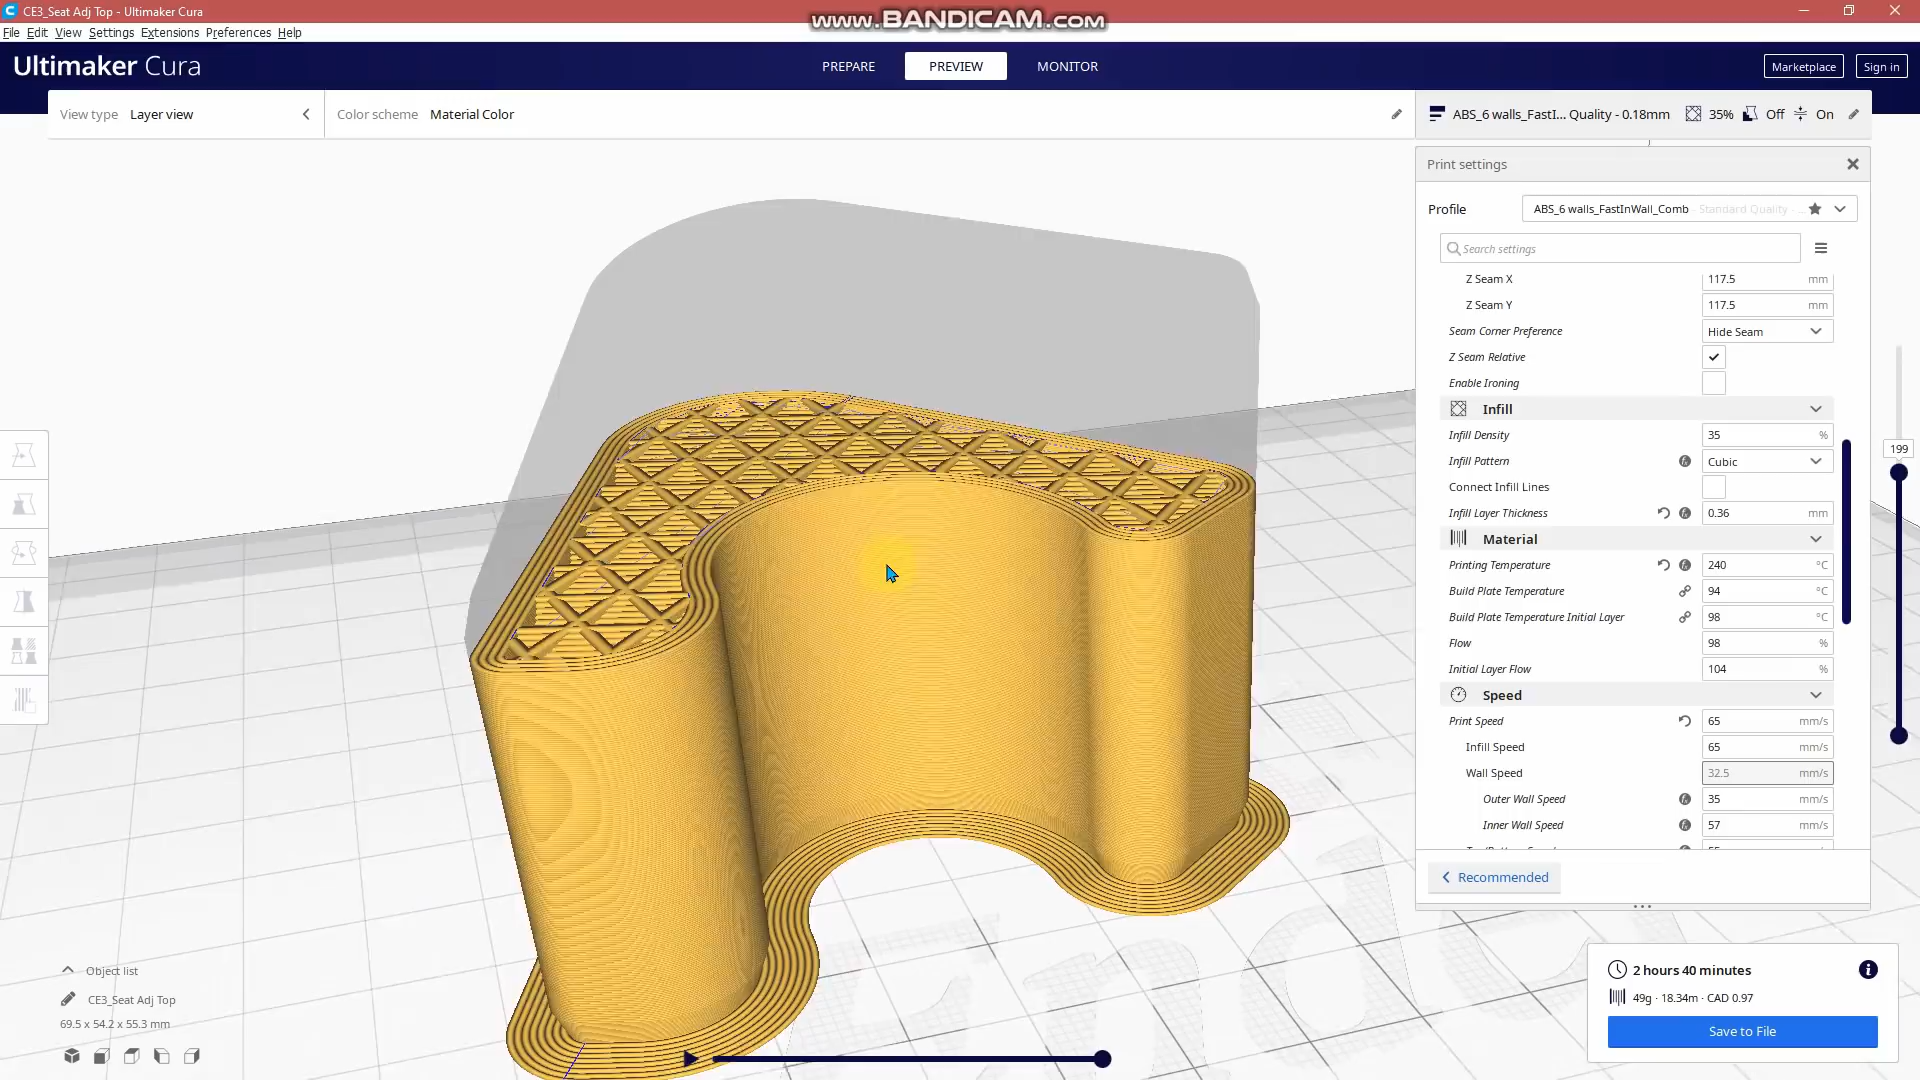 CE3_Seat Adj Top - Ultimaker Cura
www.BANDICAM.com
File Edit View Settings Extensions Preferences Help
Ultimaker Cura
PREPARE
PREVIEW
MONITOR
Marketplace
Sign in
View type Layer view
Color scheme Material Color
ABS_6 walls_FastI... Quality - 0.18mm
35%
Off
On
Print settings
Profile
ABS_6 walls_FastInWall_Comb - Standard Quality - ...
Search settings
Z Seam X 117.5 mm
Z Seam Y 117.5 mm
Seam Corner Preference Hide Seam
Z Seam Relative
Enable Ironing
Infill
Infill Density 35 %
Infill Pattern Cubic
Connect Infill Lines
Infill Layer Thickness 0.36 mm
Material
Printing Temperature 240 °C
Build Plate Temperature 94 °C
Build Plate Temperature Initial Layer 98 °C
Flow 98 %
Initial Layer Flow 104 %
Speed
Print Speed 65 mm/s
Infill Speed 65 mm/s
Wall Speed 32.5 mm/s
Outer Wall Speed 35 mm/s
Inner Wall Speed 57 mm/s
199
Recommended
Object list
CE3_Seat Adj Top
69.5 x 54.2 x 55.3 mm
2 hours 40 minutes
49g · 18.34m · CAD 0.97
Save to File